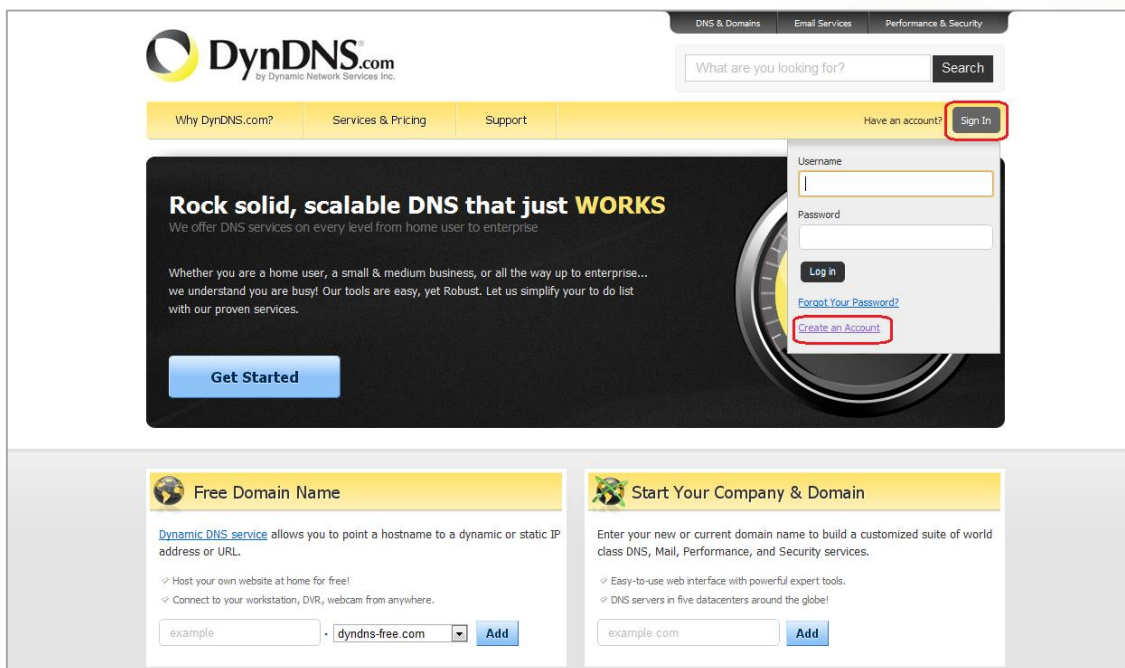 DNS & Domains Email Services Performance & Security
DynDNS.com
by Dynamic Network Services Inc.
What are you looking for? Search
Why DynDNS.com? Services & Pricing Support Have an account? Sign In
Username
Password
Log in
Forgot Your Password?
Create an Account
Rock solid, scalable DNS that just WORKS
We offer DNS services on every level from home user to enterprise
Whether you are a home user, a small & medium business, or all the way up to enterprise...
we understand you are busy! Our tools are easy, yet Robust. Let us simplify your to do list
with our proven services.
Get Started
Free Domain Name
Dynamic DNS service allows you to point a hostname to a dynamic or static IP
address or URL.
Host your own website at home for free!
Connect to your workstation, DVR, webcam from anywhere.
example . dyndns-free.com Add
Start Your Company & Domain
Enter your new or current domain name to build a customized suite of world
class DNS, Mail, Performance, and Security services.
Easy-to-use web interface with powerful expert tools.
DNS servers in five datacenters around the globe!
example.com Add